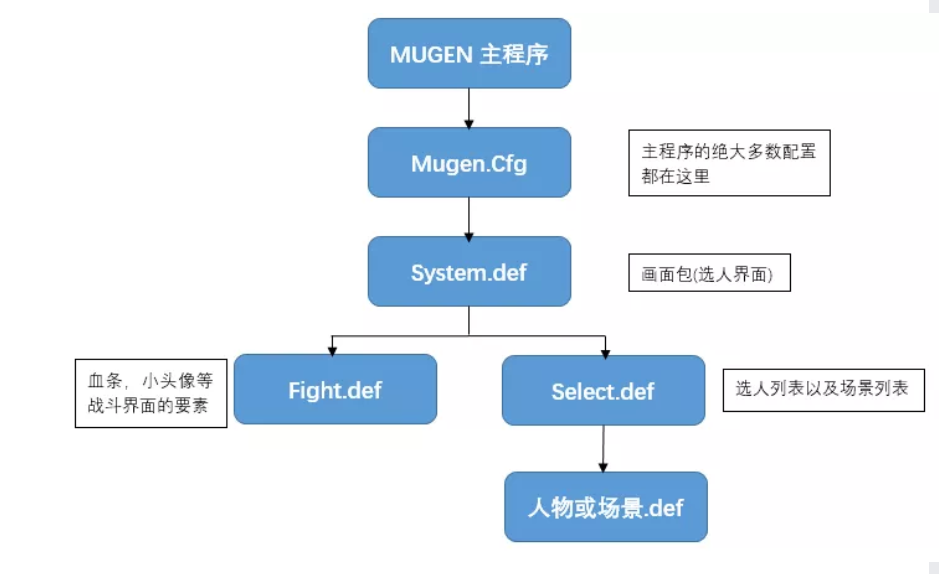 MUGEN 主程序
Mugen.Cfg
主程序的绝大多数配置
都在这里
System.def
画面包(选人界面)
血条，小头像等
战斗界面的要素
Fight.def
Select.def
选人列表以及场景列表
人物或场景.def